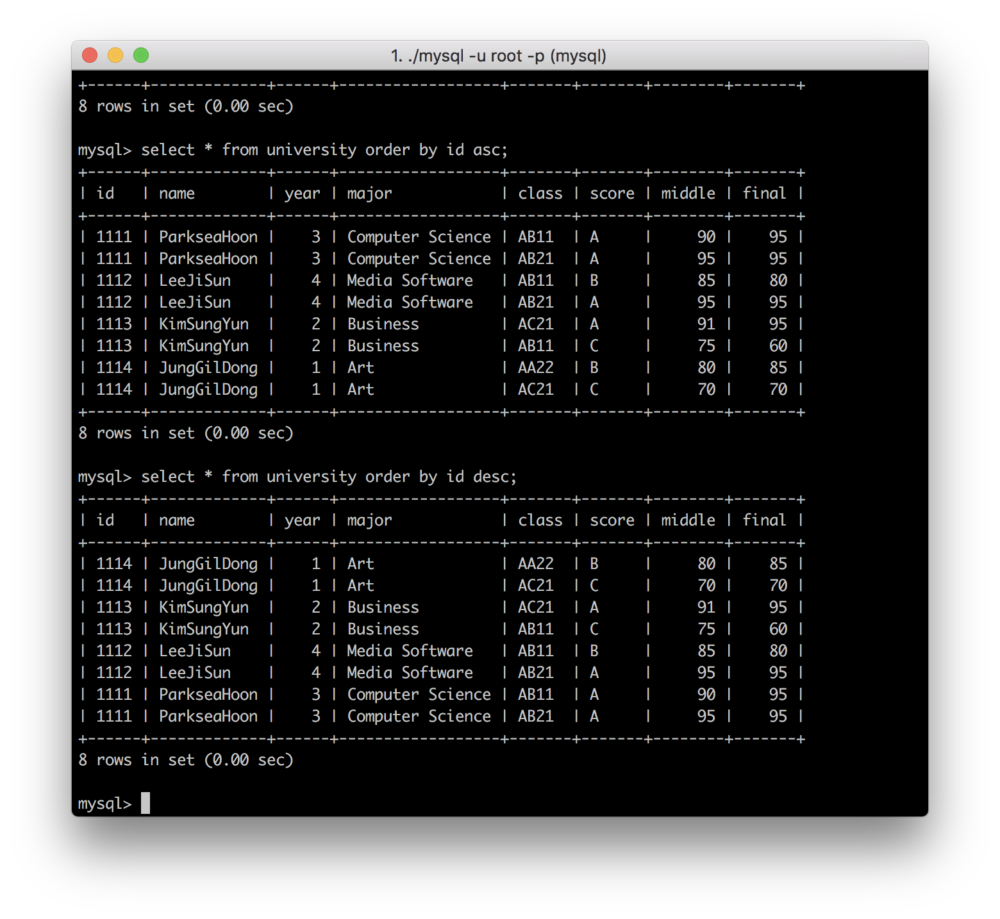 1. ./mysql -u root -p (mysql)
+------+-------------+------+------------------+-------+-------+--------+-------+
8 rows in set (0.00 sec)
mysql> select * from university order by id asc;
+------+-------------+------+------------------+-------+-------+--------+-------+
| id   | name        | year | major            | class | score | middle | final |
+------+-------------+------+------------------+-------+-------+--------+-------+
| 1111 | ParkseaHoon |    3 | Computer Science | AB11  | A     |     90 |    95 |
| 1111 | ParkseaHoon |    3 | Computer Science | AB21  | A     |     95 |    95 |
| 1112 | LeeJiSun    |    4 | Media Software   | AB11  | B     |     85 |    80 |
| 1112 | LeeJiSun    |    4 | Media Software   | AB21  | A     |     95 |    95 |
| 1113 | KimSungYun  |    2 | Business         | AC21  | A     |     91 |    95 |
| 1113 | KimSungYun  |    2 | Business         | AB11  | C     |     75 |    60 |
| 1114 | JungGilDong |    1 | Art              | AA22  | B     |     80 |    85 |
| 1114 | JungGilDong |    1 | Art              | AC21  | C     |     70 |    70 |
+------+-------------+------+------------------+-------+-------+--------+-------+
8 rows in set (0.00 sec)
mysql> select * from university order by id desc;
+------+-------------+------+------------------+-------+-------+--------+-------+
| id   | name        | year | major            | class | score | middle | final |
+------+-------------+------+------------------+-------+-------+--------+-------+
| 1114 | JungGilDong |    1 | Art              | AA22  | B     |     80 |    85 |
| 1114 | JungGilDong |    1 | Art              | AC21  | C     |     70 |    70 |
| 1113 | KimSungYun  |    2 | Business         | AC21  | A     |     91 |    95 |
| 1113 | KimSungYun  |    2 | Business         | AB11  | C     |     75 |    60 |
| 1112 | LeeJiSun    |    4 | Media Software   | AB11  | B     |     85 |    80 |
| 1112 | LeeJiSun    |    4 | Media Software   | AB21  | A     |     95 |    95 |
| 1111 | ParkseaHoon |    3 | Computer Science | AB11  | A     |     90 |    95 |
| 1111 | ParkseaHoon |    3 | Computer Science | AB21  | A     |     95 |    95 |
+------+-------------+------+------------------+-------+-------+--------+-------+
8 rows in set (0.00 sec)
mysql>